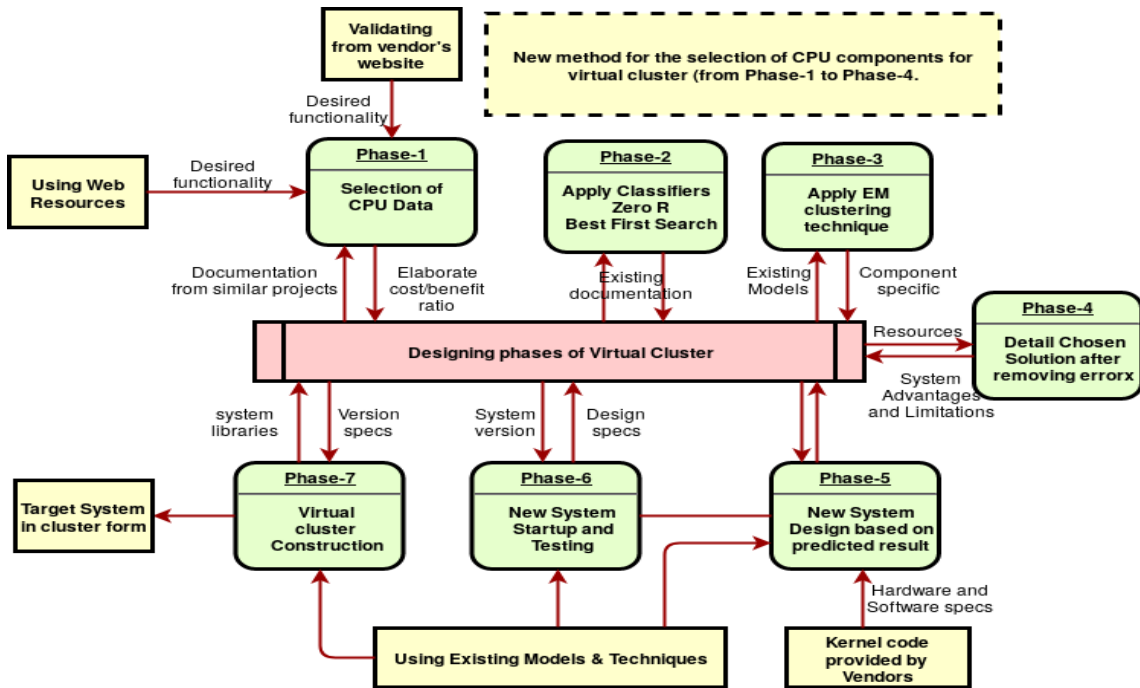 Validating
from vendor's
website
New method for the selection of CPU components for
virtual cluster (from Phase-1 to Phase-4.
Desired
functionality
Using Web
Resources
Desired
functionality
Phase-1
Selection of
CPU Data
Phase-2
Apply Classifiers
Zero R
Best First Search
Phase-3
Apply EM
clustering
technique
Documentation
from similar projects
Elaborate
cost/benefit
ratio
Existing
documentation
Existing
Models
Component
specific
Phase-4
Detail Chosen
Solution after
removing errorx
Resources
System
Advantages
and Limitations
Designing phases of Virtual Cluster
system
libraries
Version
specs
System
version
Design
specs
Phase-7
Virtual
cluster
Construction
Phase-6
New System
Startup and
Testing
Phase-5
New System
Design based on
predicted result
Target System
in cluster form
Hardware and
Software specs
Using Existing Models & Techniques
Kernel code
provided by
Vendors